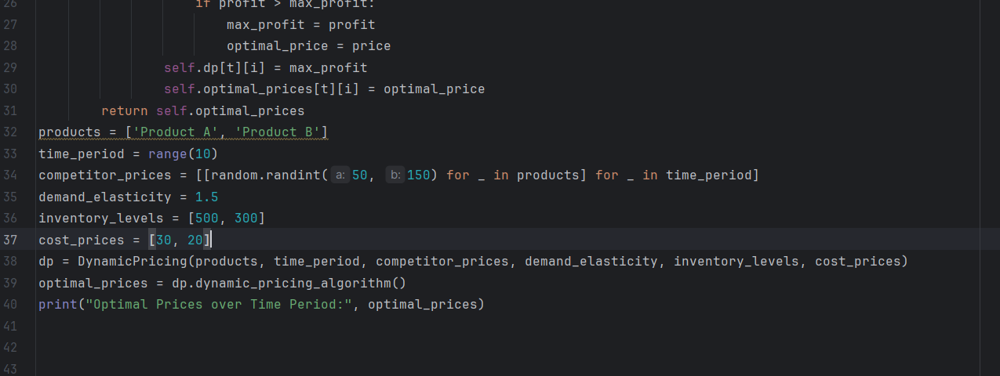 26 if profit > max_profit:
27 max_profit = profit
28 optimal_price = price
29 self.dp[t][i] = max_profit
30 self.optimal_prices[t][i] = optimal_price
31 return self.optimal_prices
32 products = ['Product A', 'Product B']
33 time_period = range(10)
34 competitor_prices = [[random.randint( a: 50, b: 150) for _ in products] for _ in time_period]
35 demand_elasticity = 1.5
36 inventory_levels = [500, 300]
37 cost_prices = [30, 20]
38 dp = DynamicPricing(products, time_period, competitor_prices, demand_elasticity, inventory_levels, cost_prices)
39 optimal_prices = dp.dynamic_pricing_algorithm()
40 print("Optimal Prices over Time Period:", optimal_prices)
41
42
43